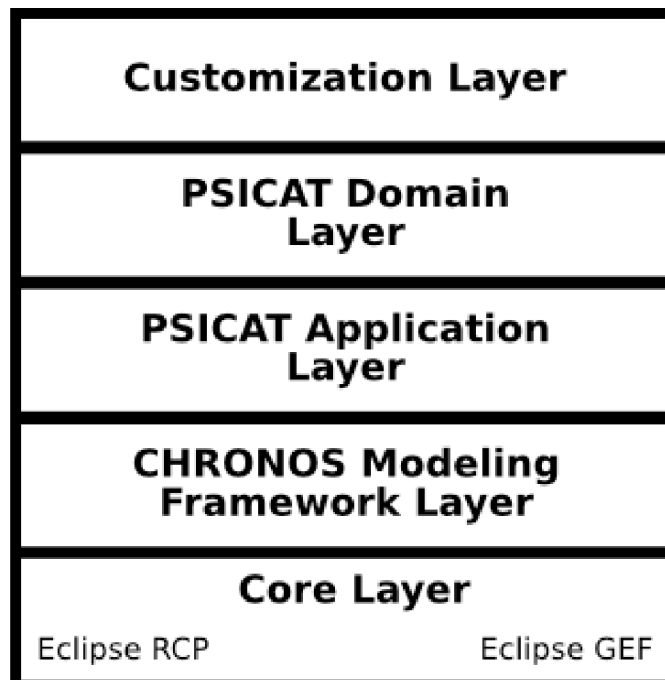 Customization Layer
PSICAT Domain
Layer
PSICAT Application
Layer
CHRONOS Modeling
Framework Layer
Core Layer
Eclipse RCP Eclipse GEF